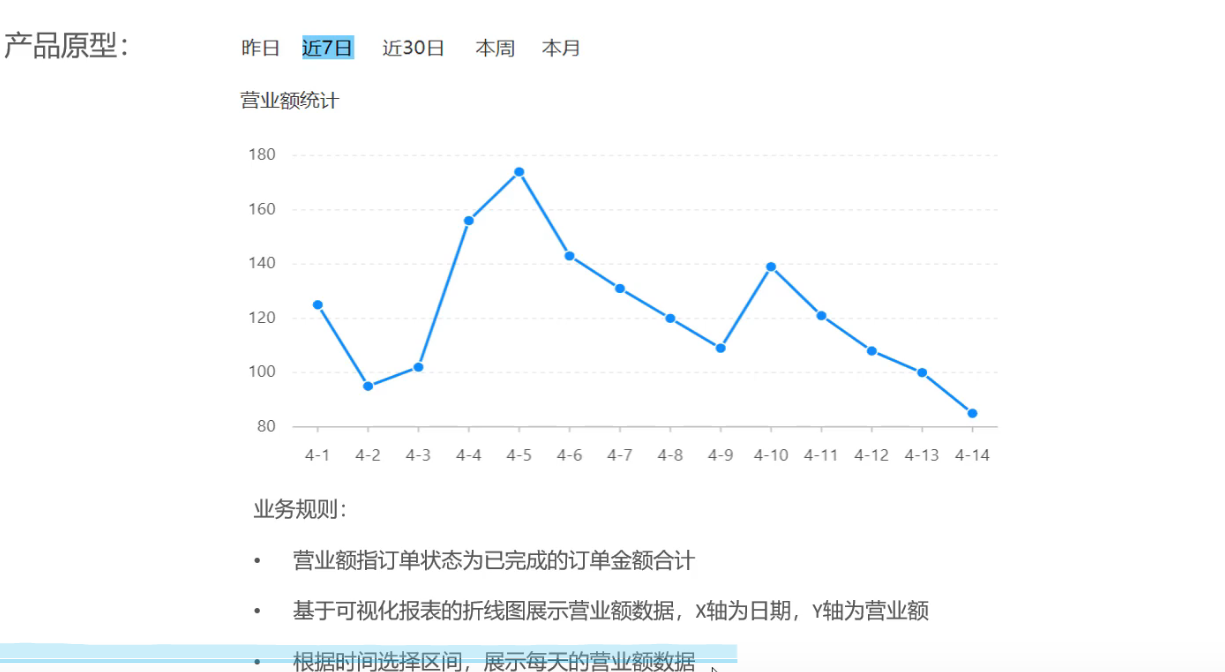 产品原型：
昨日 近7日 近30日 本周 本月
营业额统计
180
160
140
120
100
80
4-1 4-2 4-3 4-4 4-5 4-6 4-7 4-8 4-9 4-10 4-11 4-12 4-13 4-14
业务规则：
• 营业额指订单状态为已完成的订单金额合计
• 基于可视化报表的折线图展示营业额数据，X轴为日期，Y轴为营业额
• 根据时间选择区间，展示每天的营业额数据